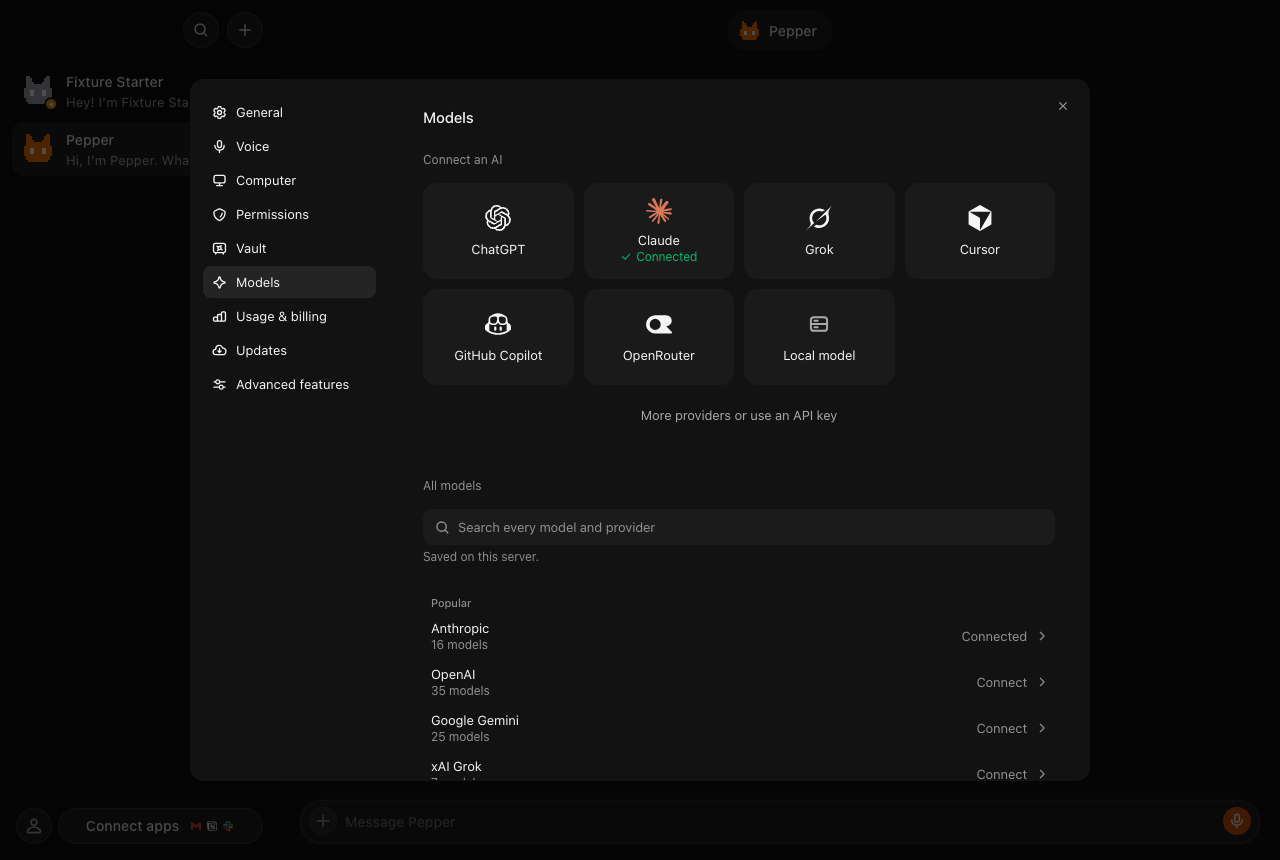 Pepper
Fixture Starter
Hey! I'm Fixture Sta
Pepper
Hi, I'm Pepper. Wha
General
Voice
Computer
Permissions
Vault
Models
Usage & billing
Updates
Advanced features
Models
Connect an AI
ChatGPT
Claude
Connected
Grok
Cursor
GitHub Copilot
OpenRouter
Local model
More providers or use an API key
All models
Search every model and provider
Saved on this server.
Popular
Anthropic
16 models
Connected
OpenAI
35 models
Connect
Google Gemini
25 models
Connect
xAI Grok
Connect
Connect apps
Message Pepper